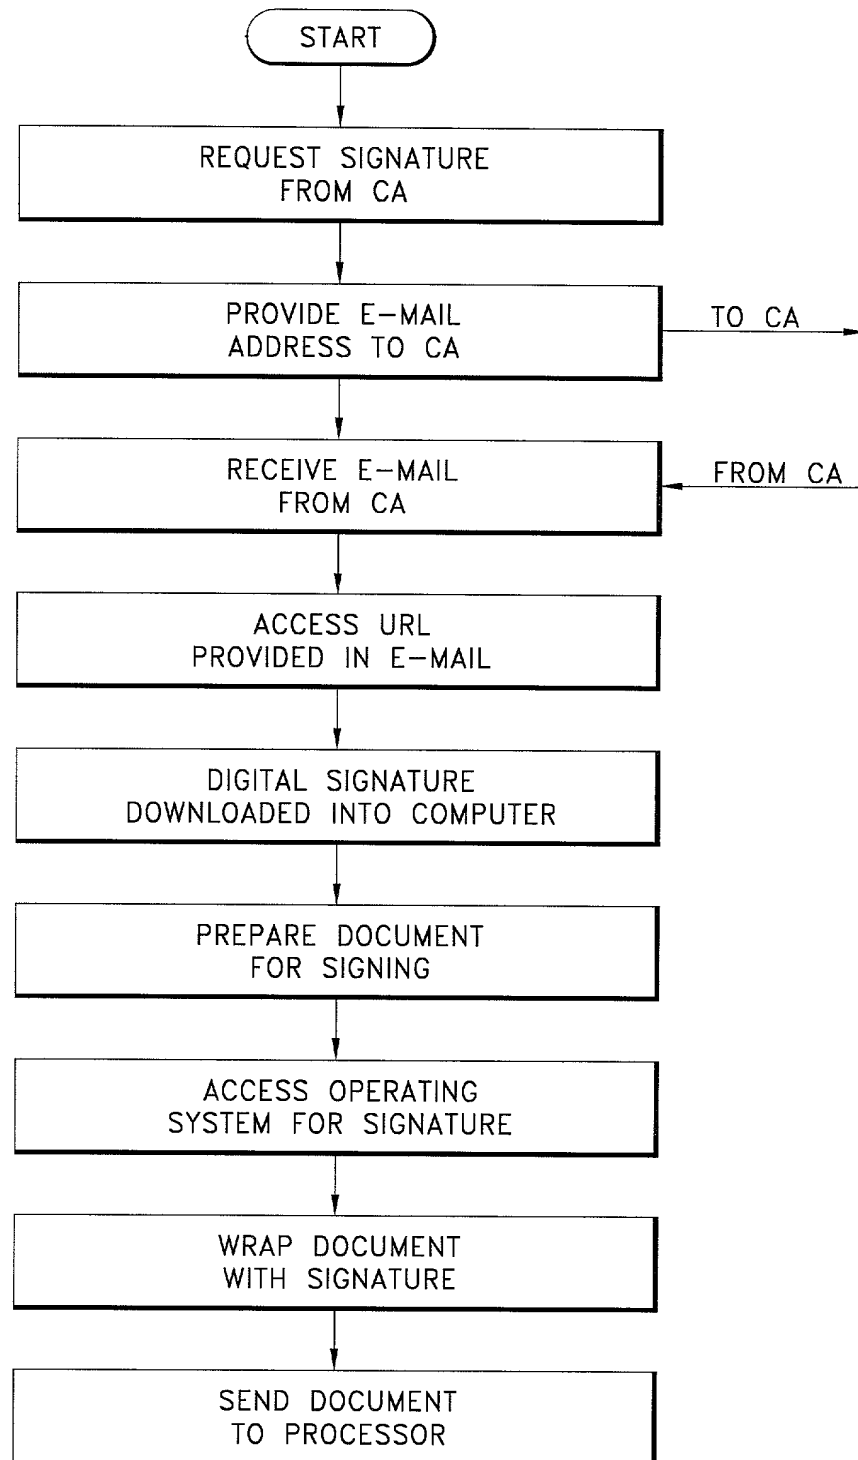 START
REQUEST SIGNATURE
FROM CA
PROVIDE E-MAIL
ADDRESS TO CA
TO CA
RECEIVE E-MAIL
FROM CA
FROM CA
ACCESS URL
PROVIDED IN E-MAIL
DIGITAL SIGNATURE
DOWNLOADED INTO COMPUTER
PREPARE DOCUMENT
FOR SIGNING
ACCESS OPERATING
SYSTEM FOR SIGNATURE
WRAP DOCUMENT
WITH SIGNATURE
SEND DOCUMENT
TO PROCESSOR